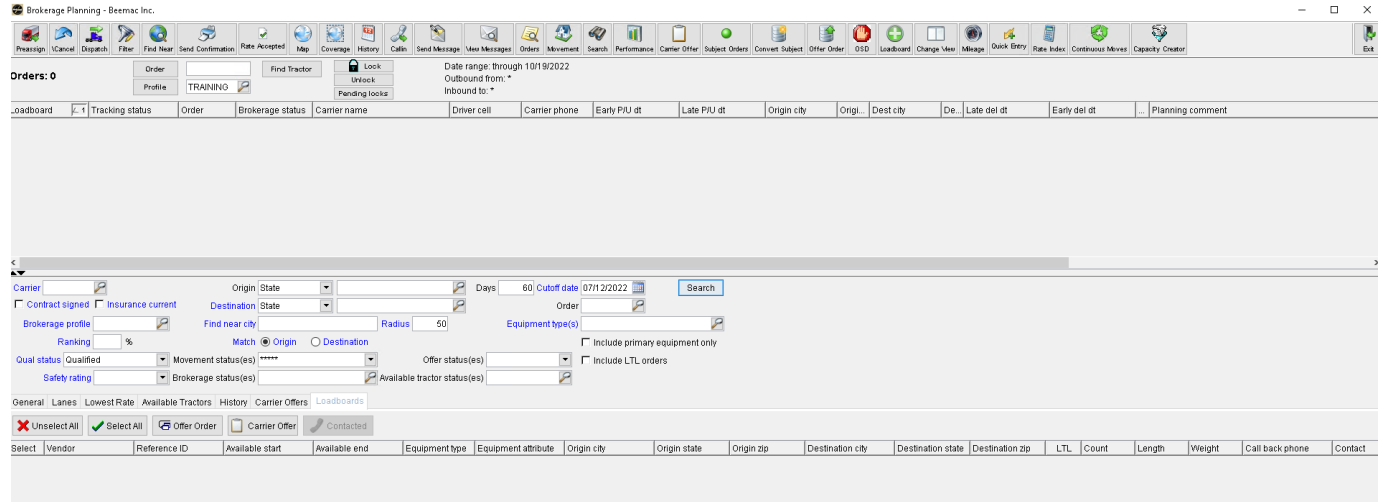 Brokerage Planning - Beemac Inc.
Preassign \Cancel Dispatch Filter Find Near Send Confirmation Rate Accepted Map Coverage History Callin Send Message View Messages Orders Movement Search Performance Carrier Offer Subject Orders Convert Subject Offer Order OSD Loadboard Change View Mileage Quick Entry Rate Index Continuous Moves Capacity Creator Exit
Orders: 0 Order Find Tractor Lock Date range: through 10/19/2022
Unlock Outbound from: *
Profile TRAINING Pending locks Inbound to: *
Loadboard /.. 1 Tracking status Order Brokerage status Carrier name Driver cell Carrier phone Early P/U dt Late P/U dt Origin city Origi... Dest city De... Late del dt Early del dt ... Planning comment
Carrier Origin State Days 60 Cutoff date 07/12/2022 Search
Contract signed Insurance current Destination State Order
Brokerage profile Find near city Radius 50 Equipment type(s)
Ranking % Match Origin Destination Include primary equipment only
Qual status Qualified Movement status(es) ***** Offer status(es) Include LTL orders
Safety rating Brokerage status(es) Available tractor status(es)
General Lanes Lowest Rate Available Tractors History Carrier Offers Loadboards
Unselect All Select All Offer Order Carrier Offer Contacted
Select Vendor Reference ID Available start Available end Equipment type Equipment attribute Origin city Origin state Origin zip Destination city Destination state Destination zip LTL Count Length Weight Call back phone Contact